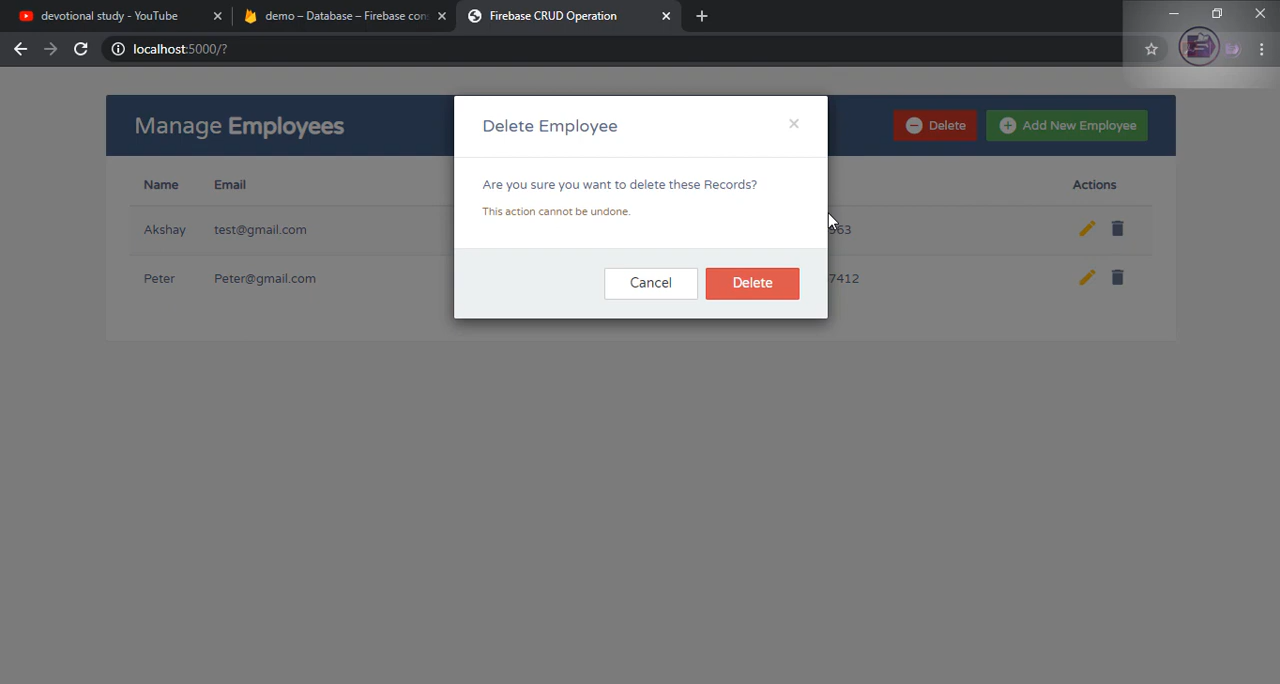 devotional study - YouTube
demo – Database – Firebase con
Firebase CRUD Operation
localhost:5000/?
Manage Employees
Delete
Add New Employee
Delete Employee
Are you sure you want to delete these Records?
This action cannot be undone.
Cancel
Delete
Name Email Actions
Akshay test@gmail.com 563
Peter Peter@gmail.com 7412